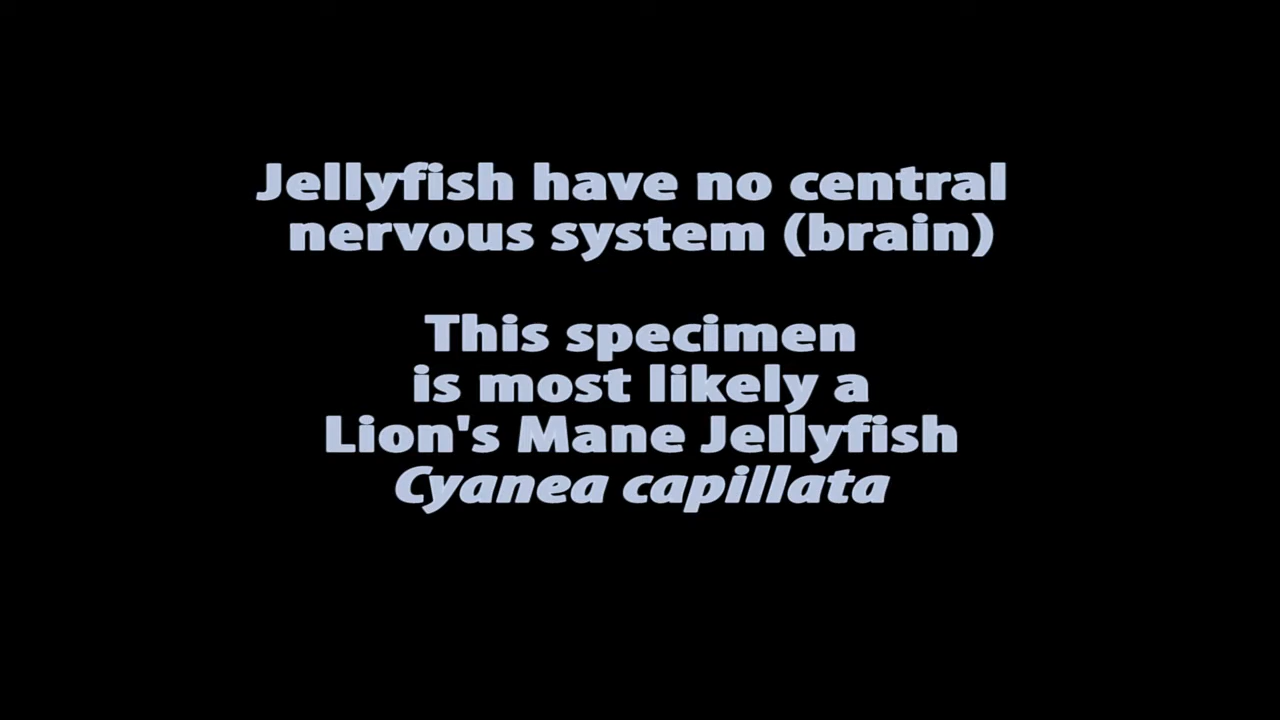 Jellyfish have no central
nervous system (brain)
This specimen
is most likely a
Lion's Mane Jellyfish
Cyanea capillata